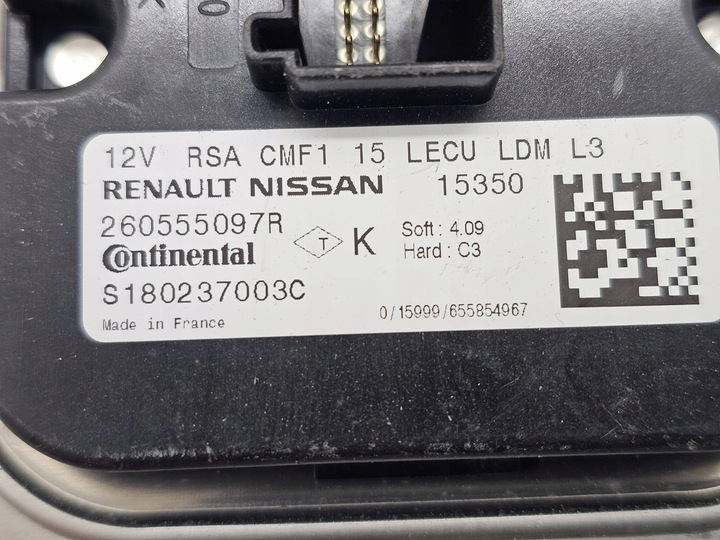 0
12V RSA CMF1 15 LECU LDM L3
RENAULT NISSAN 15350
260555097R
Continental
T K
Soft : 4.09
Hard : C3
S180237003C
0/15999/655854967
Made in France